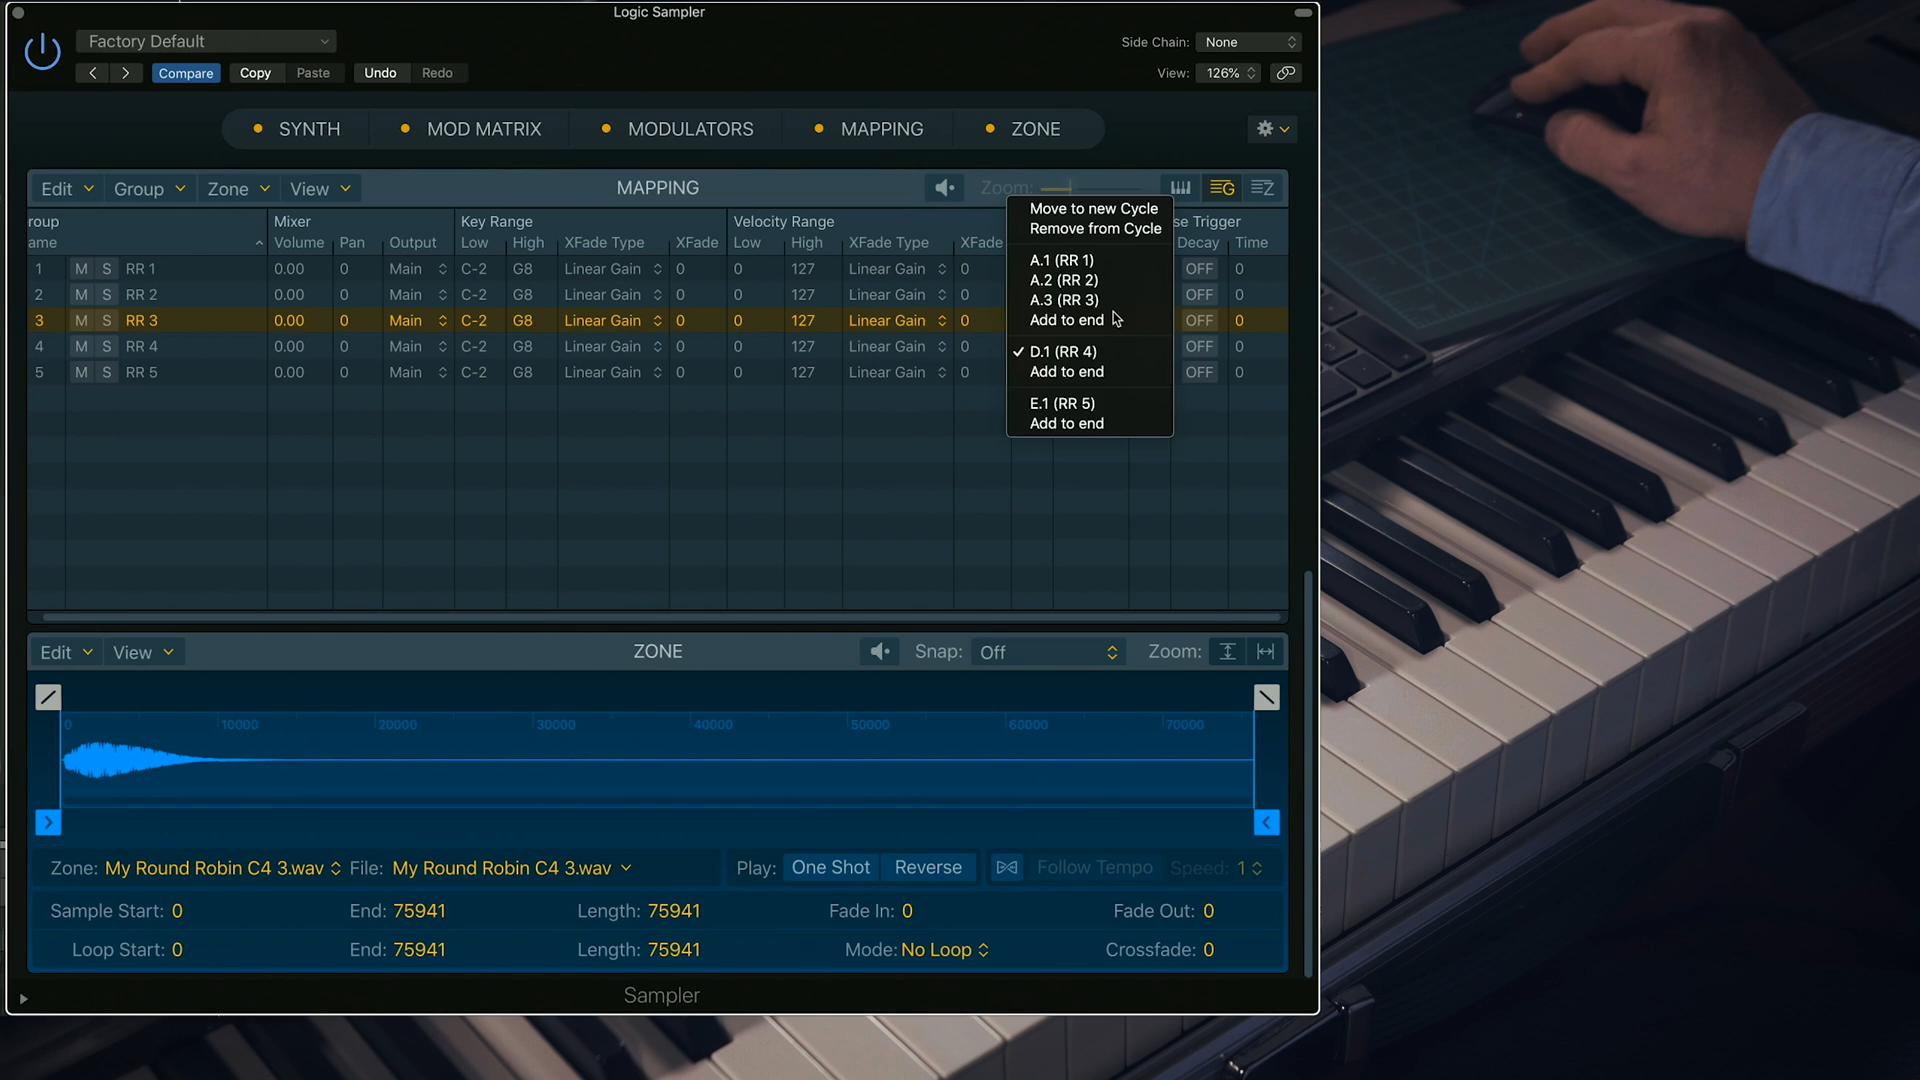 Logic Sampler
Factory Default
Side Chain: None
Compare Copy Paste Undo Redo
View: 126%
SYNTH MOD MATRIX MODULATORS MAPPING ZONE
Edit Group Zone View MAPPING Zoom:
roup Mixer Key Range Velocity Range se Trigger
ame Volume Pan Output Low High XFade Type XFade Low High XFade Type XFade Decay Time
1 M S RR 1 0.00 0 Main C-2 G8 Linear Gain 0 0 127 Linear Gain 0 OFF 0
2 M S RR 2 0.00 0 Main C-2 G8 Linear Gain 0 0 127 Linear Gain 0 OFF 0
3 M S RR 3 0.00 0 Main C-2 G8 Linear Gain 0 0 127 Linear Gain 0 OFF 0
4 M S RR 4 0.00 0 Main C-2 G8 Linear Gain 0 0 127 Linear Gain 0 OFF 0
5 M S RR 5 0.00 0 Main C-2 G8 Linear Gain 0 0 127 Linear Gain 0 OFF 0
Move to new Cycle
Remove from Cycle
A.1 (RR 1)
A.2 (RR 2)
A.3 (RR 3)
Add to end
✓ D.1 (RR 4)
Add to end
E.1 (RR 5)
Add to end
Edit View ZONE Snap: Off Zoom:
0 10000 20000 30000 40000 50000 60000 70000
Zone: My Round Robin C4 3.wav File: My Round Robin C4 3.wav Play: One Shot Reverse Follow Tempo Speed: 1
Sample Start: 0 End: 75941 Length: 75941 Fade In: 0 Fade Out: 0
Loop Start: 0 End: 75941 Length: 75941 Mode: No Loop Crossfade: 0
Sampler